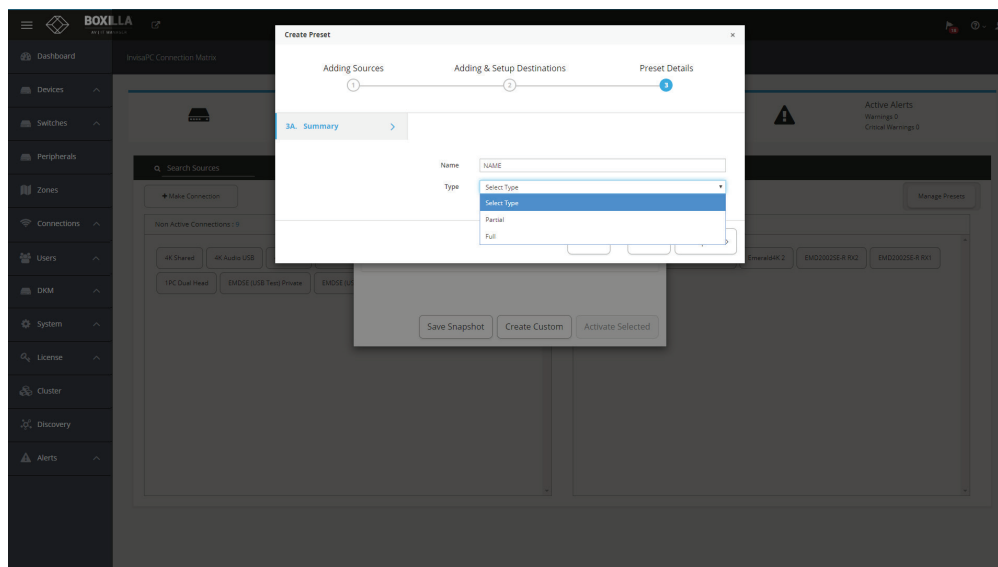 BOXILLA
Create Preset
×
Dashboard
InvisaPC Connection Matrix
Adding Sources
Adding & Setup Destinations
Preset Details
1
2
3
Devices
Active Alerts
Warnings 0
Critical Warnings 0
Switches
3A. Summary
Peripherals
Search Sources
Name
NAME
Zones
Type
Select Type
+ Make Connection
Manage Presets
Select Type
Partial
Full
Connections
Non Active Connections :
Users
4K Shared
4K Audio USB
Emerald4K 2
EMD2002SE-R RX2
EMD2002SE-R RX1
DKM
1PC Dual Head
EMDSE (USB Test) Private
System
Save Snapshot
Create Custom
Activate Selected
License
Cluster
Discovery
Alerts